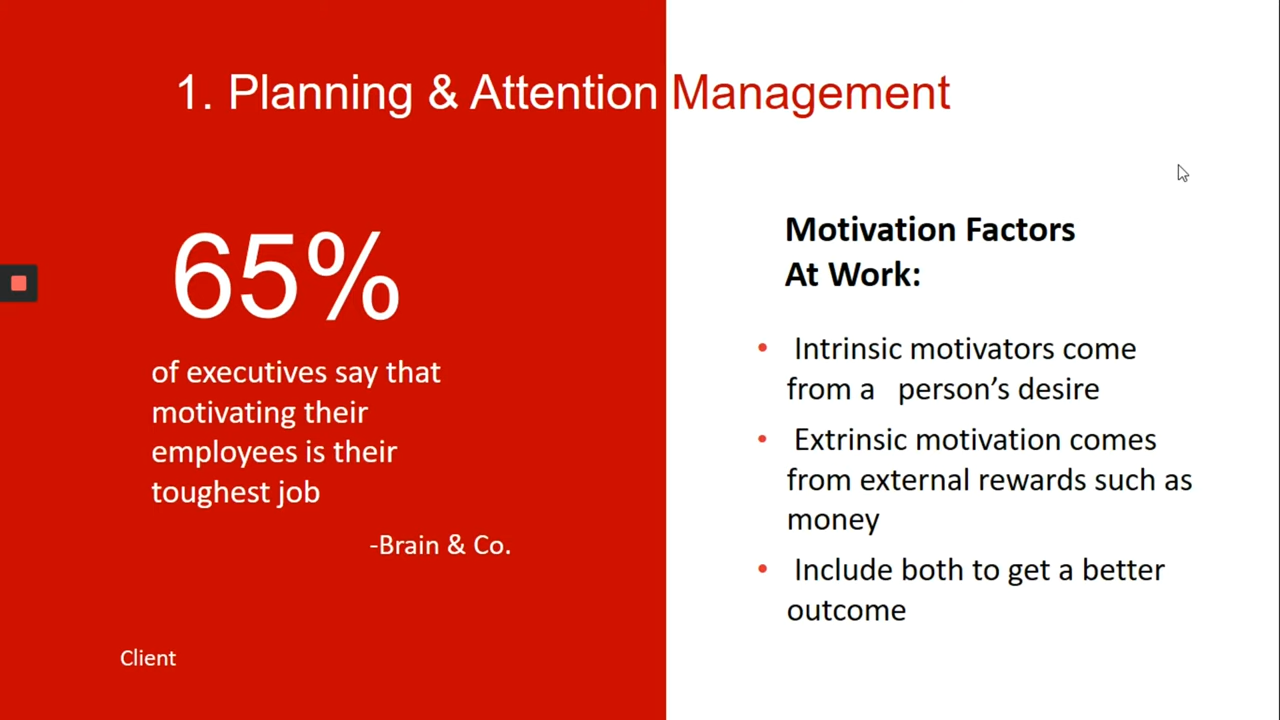 1. Planning & Attention Management
65%
of executives say that
motivating their
employees is their
toughest job
-Brain & Co.
Client
Motivation Factors
At Work:
• Intrinsic motivators come
from a   person’s desire
• Extrinsic motivation comes
from external rewards such as
money
• Include both to get a better
outcome